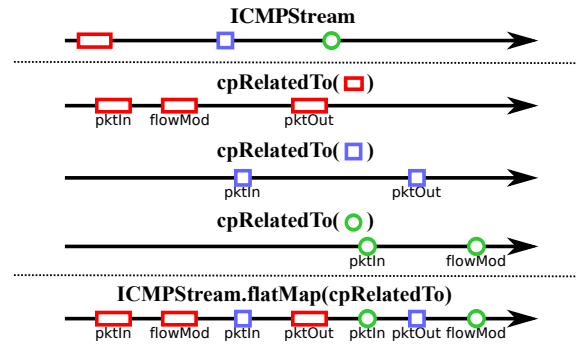 ICMPStream
cpRelatedTo( )
pktIn flowMod pktOut
cpRelatedTo( )
pktIn pktOut
cpRelatedTo( )
pktIn flowMod
ICMPStream.flatMap(cpRelatedTo)
pktIn flowMod pktIn pktOut pktIn pktOut flowMod